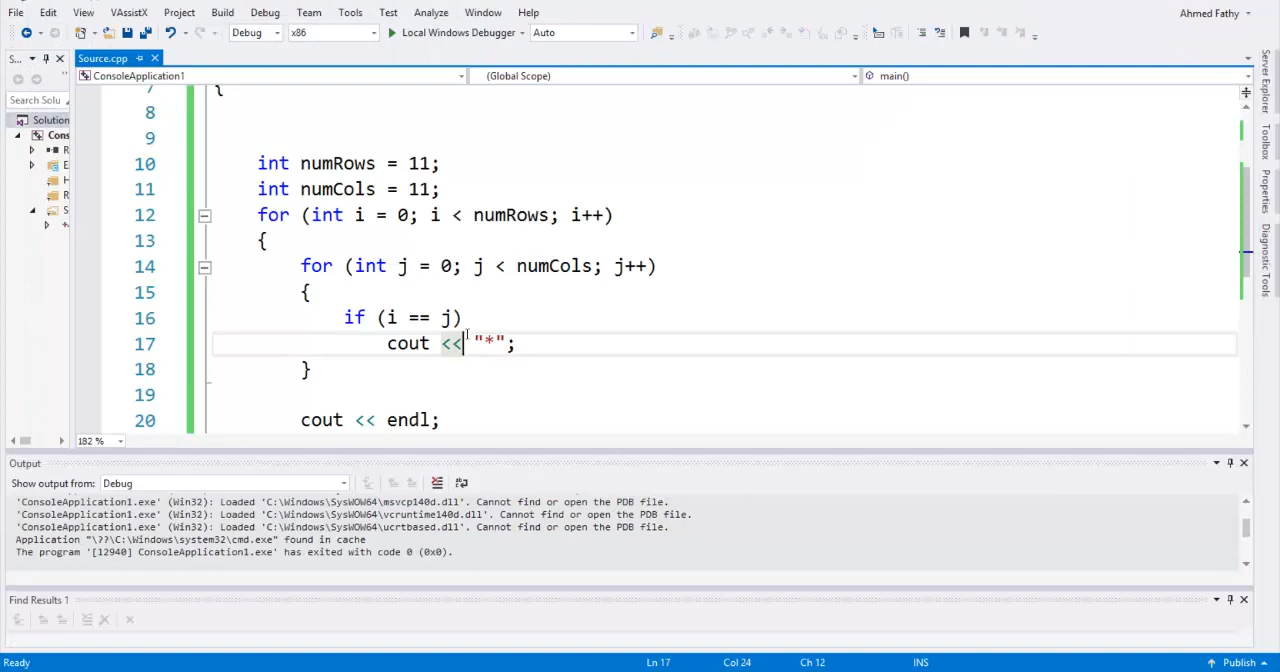 File Edit View VAssistX Project Build Debug Team Tools Test Analyze Window Help Ahmed Fathy
Debug x86 Local Windows Debugger Auto
S... Source.cpp
ConsoleApplication1 (Global Scope) main()
Search Solu
Solution
Cons
7 {
8
9
10 int numRows = 11;
11 int numCols = 11;
12 for (int i = 0; i < numRows; i++)
13 {
14 for (int j = 0; j < numCols; j++)
15 {
16 if (i == j)
17 cout << "*";
18 }
19
20 cout << endl;
182 %
Server Explorer
Toolbox
Properties
Diagnostic Tools
Output
Show output from: Debug
'ConsoleApplication1.exe' (Win32): Loaded 'C:\Windows\SysWOW64\msvcp140d.dll'. Cannot find or open the PDB file.
'ConsoleApplication1.exe' (Win32): Loaded 'C:\Windows\SysWOW64\vcruntime140d.dll'. Cannot find or open the PDB file.
'ConsoleApplication1.exe' (Win32): Loaded 'C:\Windows\SysWOW64\ucrtbased.dll'. Cannot find or open the PDB file.
Application "\??\C:\Windows\system32\cmd.exe" found in cache
The program '[12940] ConsoleApplication1.exe' has exited with code 0 (0x0).
Find Results 1
Ready Ln 17 Col 24 Ch 12 INS Publish